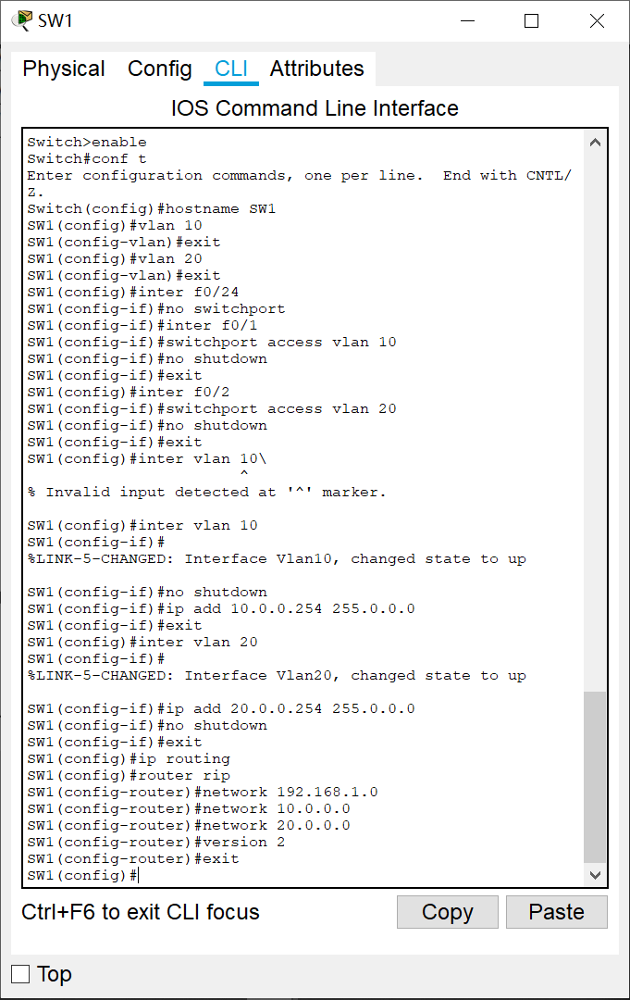 SW1
Physical Config CLI Attributes
IOS Command Line Interface
Switch>enable
Switch#conf t
Enter configuration commands, one per line.  End with CNTL/
Z.
Switch(config)#hostname SW1
SW1(config)#vlan 10
SW1(config-vlan)#exit
SW1(config)#vlan 20
SW1(config-vlan)#exit
SW1(config)#inter f0/24
SW1(config-if)#no switchport
SW1(config-if)#inter f0/1
SW1(config-if)#switchport access vlan 10
SW1(config-if)#no shutdown
SW1(config-if)#exit
SW1(config)#inter f0/2
SW1(config-if)#switchport access vlan 20
SW1(config-if)#no shutdown
SW1(config-if)#exit
SW1(config)#inter vlan 10\
^
% Invalid input detected at '^' marker.
SW1(config)#inter vlan 10
SW1(config-if)#
%LINK-5-CHANGED: Interface Vlan10, changed state to up
SW1(config-if)#no shutdown
SW1(config-if)#ip add 10.0.0.254 255.0.0.0
SW1(config-if)#exit
SW1(config)#inter vlan 20
SW1(config-if)#
%LINK-5-CHANGED: Interface Vlan20, changed state to up
SW1(config-if)#ip add 20.0.0.254 255.0.0.0
SW1(config-if)#no shutdown
SW1(config-if)#exit
SW1(config)#ip routing
SW1(config)#router rip
SW1(config-router)#network 192.168.1.0
SW1(config-router)#network 10.0.0.0
SW1(config-router)#network 20.0.0.0
SW1(config-router)#version 2
SW1(config-router)#exit
SW1(config)#
Ctrl+F6 to exit CLI focus
Copy Paste
Top